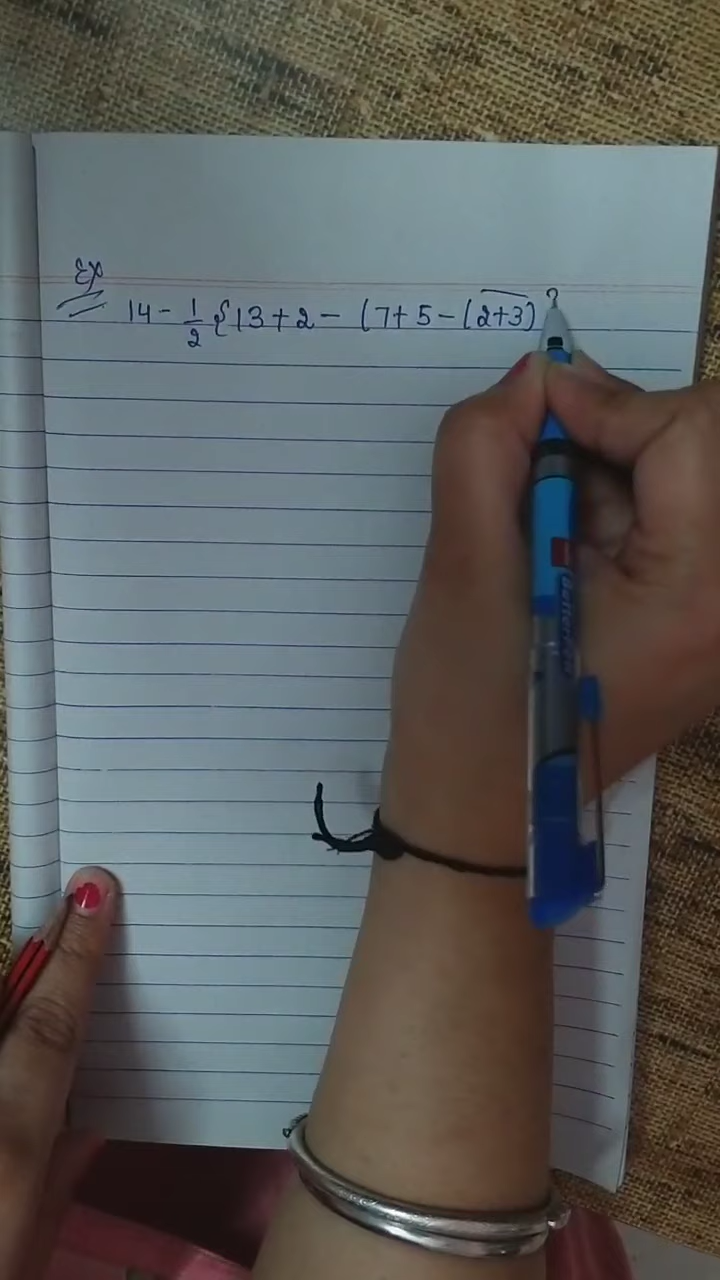 Ex
14 - 1/2 {13 + 2 - (7 + 5 - (2̅+̅3̅)